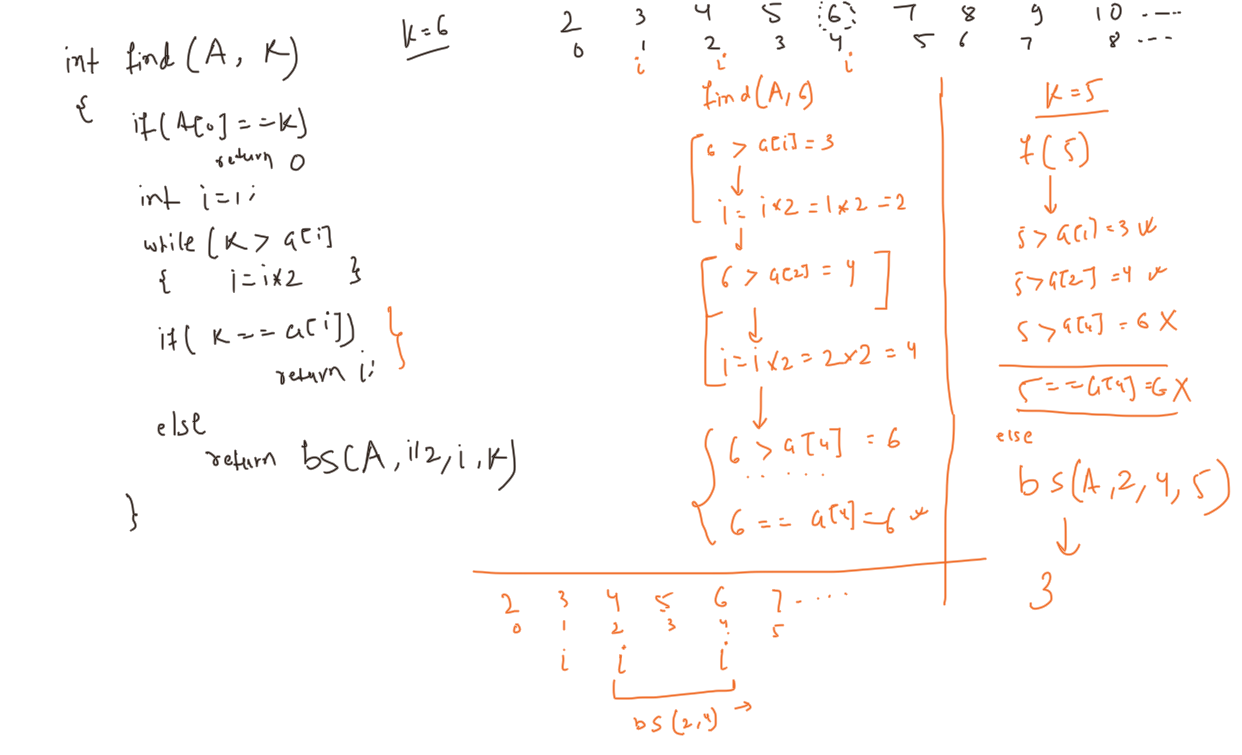 int find (A, K)
{
if(A[0]==K)
return 0
int i=1;
while (K > a[i]
{ i=i*2 }
if( K == a[i])
return i;
else
return bs(A, i/2, i, K)
}
K=6
2 3 4 5 6 7 8 9 10 ----
0 1 2 3 4 5 6 7 8 ---
i i i
find(A,6)
6 > a[i] = 3
i = i*2 = 1*2 = 2
6 > a[2] = 4
i = i*2 = 2*2 = 4
6 > a[4] = 6
......
6 == a[4] = 6
K=5
f(5)
5 > a[1] = 3
5 > a[2] = 4
5 > a[4] = 6 X
5 == a[4] = 6 X
else
bs(A,2,4,5)
3
2 3 4 5 6 7 - ....
0 1 2 3 4 5
i i i
bs(2,4)